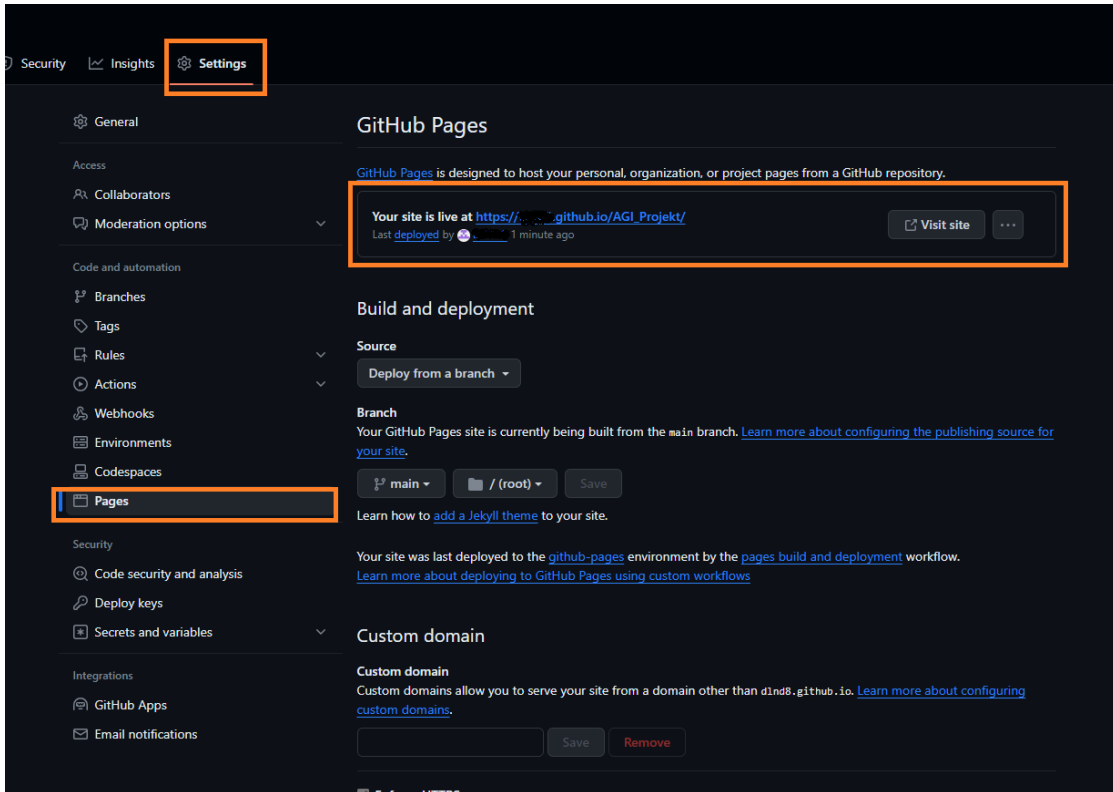 Security Insights Settings
General
Access
Collaborators
Moderation options
Code and automation
Branches
Tags
Rules
Actions
Webhooks
Environments
Codespaces
Pages
Security
Code security and analysis
Deploy keys
Secrets and variables
Integrations
GitHub Apps
Email notifications
GitHub Pages
GitHub Pages is designed to host your personal, organization, or project pages from a GitHub repository.
Your site is live at https:// .github.io/AGI_Projekt/
Last deployed by 1 minute ago
Visit site
Build and deployment
Source
Deploy from a branch
Branch
Your GitHub Pages site is currently being built from the main branch. Learn more about configuring the publishing source for
your site.
main / (root) Save
Learn how to add a Jekyll theme to your site.
Your site was last deployed to the github-pages environment by the pages build and deployment workflow.
Learn more about deploying to GitHub Pages using custom workflows
Custom domain
Custom domain
Custom domains allow you to serve your site from a domain other than dlnd8.github.io. Learn more about configuring
custom domains.
Save Remove